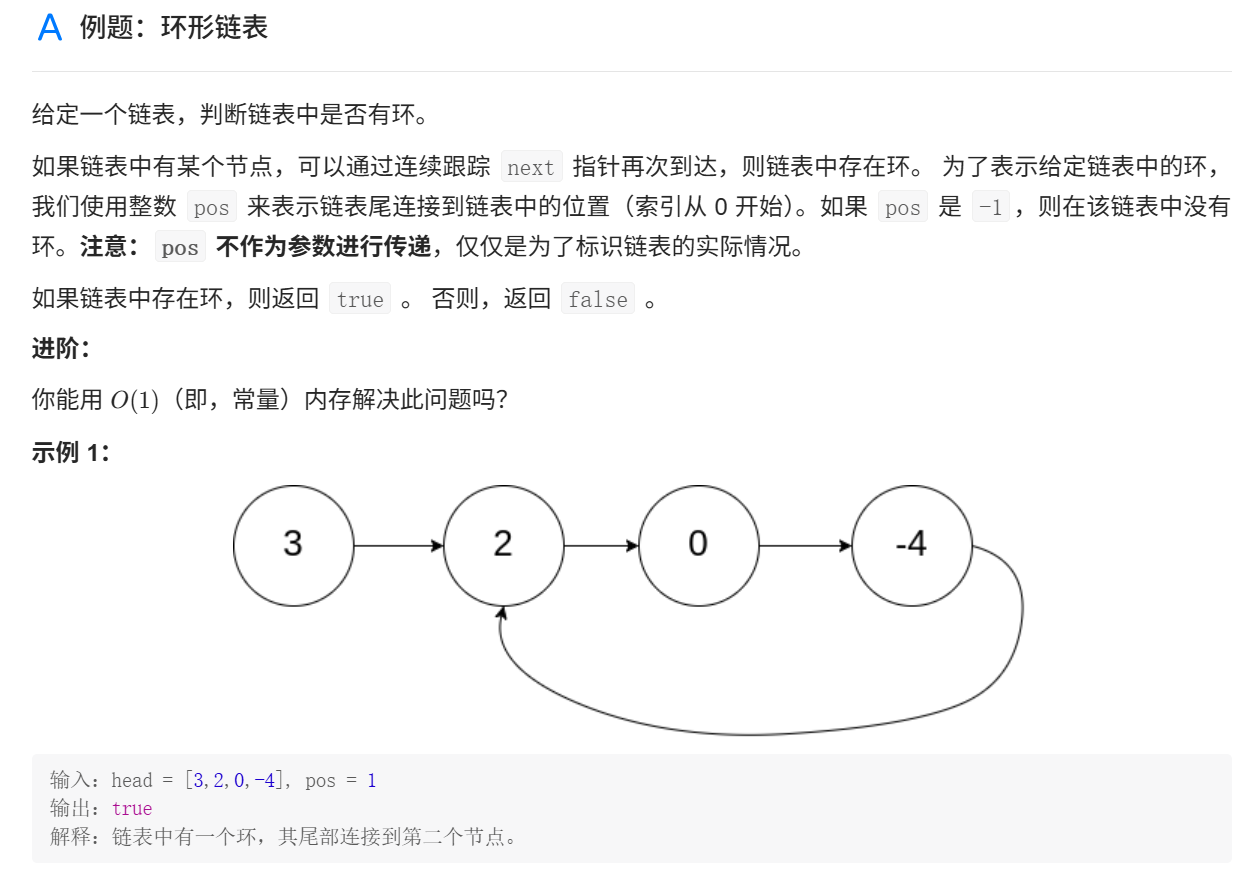 A 例题：环形链表
给定一个链表，判断链表中是否有环。
如果链表中有某个节点，可以通过连续跟踪 next 指针再次到达，则链表中存在环。 为了表示给定链表中的环，
我们使用整数 pos 来表示链表尾连接到链表中的位置（索引从 0 开始）。如果 pos 是 -1 ，则在该链表中没有
环。注意： pos 不作为参数进行传递，仅仅是为了标识链表的实际情况。
如果链表中存在环，则返回 true 。 否则，返回 false 。
进阶：
你能用 O(1)（即，常量）内存解决此问题吗？
示例 1：
3 2 0 -4
输入：head = [3,2,0,-4], pos = 1
输出：true
解释：链表中有一个环，其尾部连接到第二个节点。